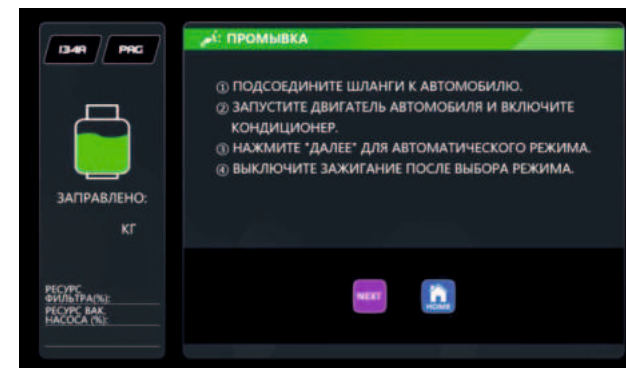 134A PAG
ЗАПРАВЛЕНО:
КГ
РЕСУРС
ФИЛЬТРА(%):
РЕСУРС ВАК.
НАСОСА (%):
ПРОМЫВКА
① ПОДСОЕДИНИТЕ ШЛАНГИ К АВТОМОБИЛЮ.
② ЗАПУСТИТЕ ДВИГАТЕЛЬ АВТОМОБИЛЯ И ВКЛЮЧИТЕ
КОНДИЦИОНЕР.
③ НАЖМИТЕ "ДАЛЕЕ" ДЛЯ АВТОМАТИЧЕСКОГО РЕЖИМА.
④ ВЫКЛЮЧИТЕ ЗАЖИГАНИЕ ПОСЛЕ ВЫБОРА РЕЖИМА.
NEXT
HOME